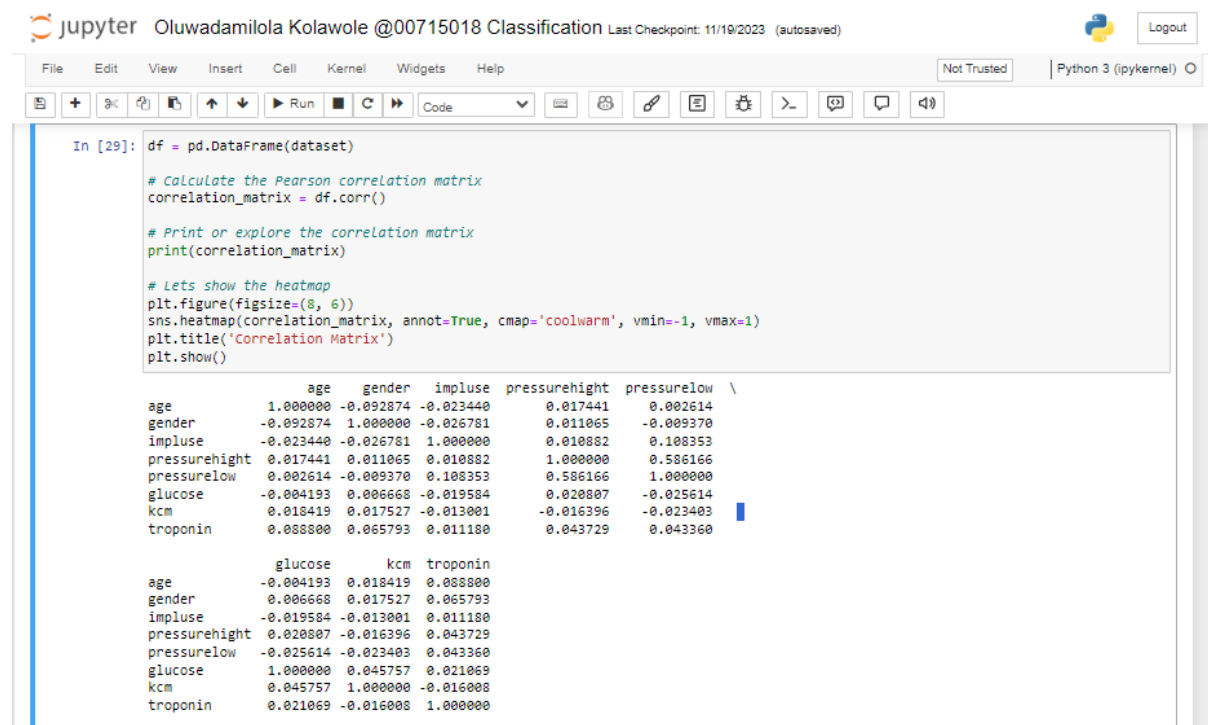 jupyter Oluwadamilola Kolawole @00715018 Classification Last Checkpoint: 11/19/2023 (autosaved) Logout
File Edit View Insert Cell Kernel Widgets Help Not Trusted Python 3 (ipykernel)
Run Code
In [29]: df = pd.DataFrame(dataset)
# Calculate the Pearson correlation matrix
correlation_matrix = df.corr()
# Print or explore the correlation matrix
print(correlation_matrix)
# Lets show the heatmap
plt.figure(figsize=(8, 6))
sns.heatmap(correlation_matrix, annot=True, cmap='coolwarm', vmin=-1, vmax=1)
plt.title('Correlation Matrix')
plt.show()
age gender impluse pressurehight pressurelow \
age 1.000000 -0.092874 -0.023440 0.017441 0.002614
gender -0.092874 1.000000 -0.026781 0.011065 -0.009370
impluse -0.023440 -0.026781 1.000000 0.010882 0.108353
pressurehight 0.017441 0.011065 0.010882 1.000000 0.586166
pressurelow 0.002614 -0.009370 0.108353 0.586166 1.000000
glucose -0.004193 0.006668 -0.019584 0.020807 -0.025614
kcm 0.018419 0.017527 -0.013001 -0.016396 -0.023403
troponin 0.088800 0.065793 0.011180 0.043729 0.043360
glucose kcm troponin
age -0.004193 0.018419 0.088800
gender 0.006668 0.017527 0.065793
impluse -0.019584 -0.013001 0.011180
pressurehight 0.020807 -0.016396 0.043729
pressurelow -0.025614 -0.023403 0.043360
glucose 1.000000 0.045757 0.021069
kcm 0.045757 1.000000 -0.016008
troponin 0.021069 -0.016008 1.000000